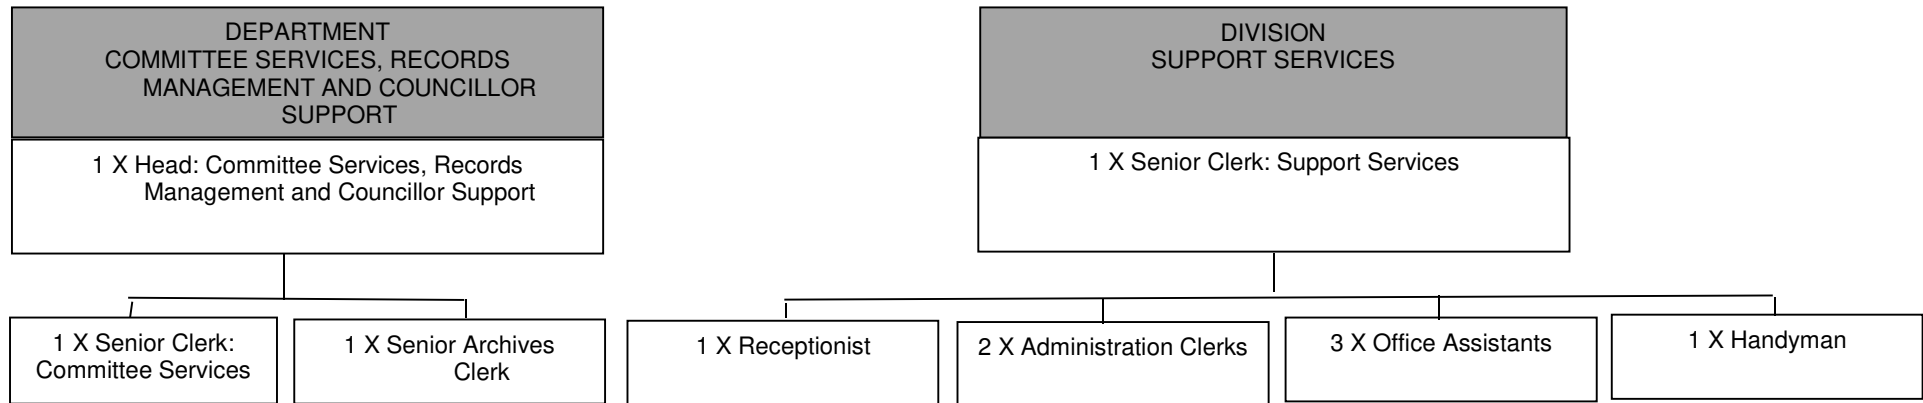 DEPARTMENT
COMMITTEE SERVICES, RECORDS
MANAGEMENT AND COUNCILLOR
SUPPORT
1 X Head: Committee Services, Records
Management and Councillor Support
DIVISION
SUPPORT SERVICES
1 X Senior Clerk: Support Services
1 X Senior Clerk:
Committee Services
1 X Senior Archives
Clerk
1 X Receptionist
2 X Administration Clerks
3 X Office Assistants
1 X Handyman